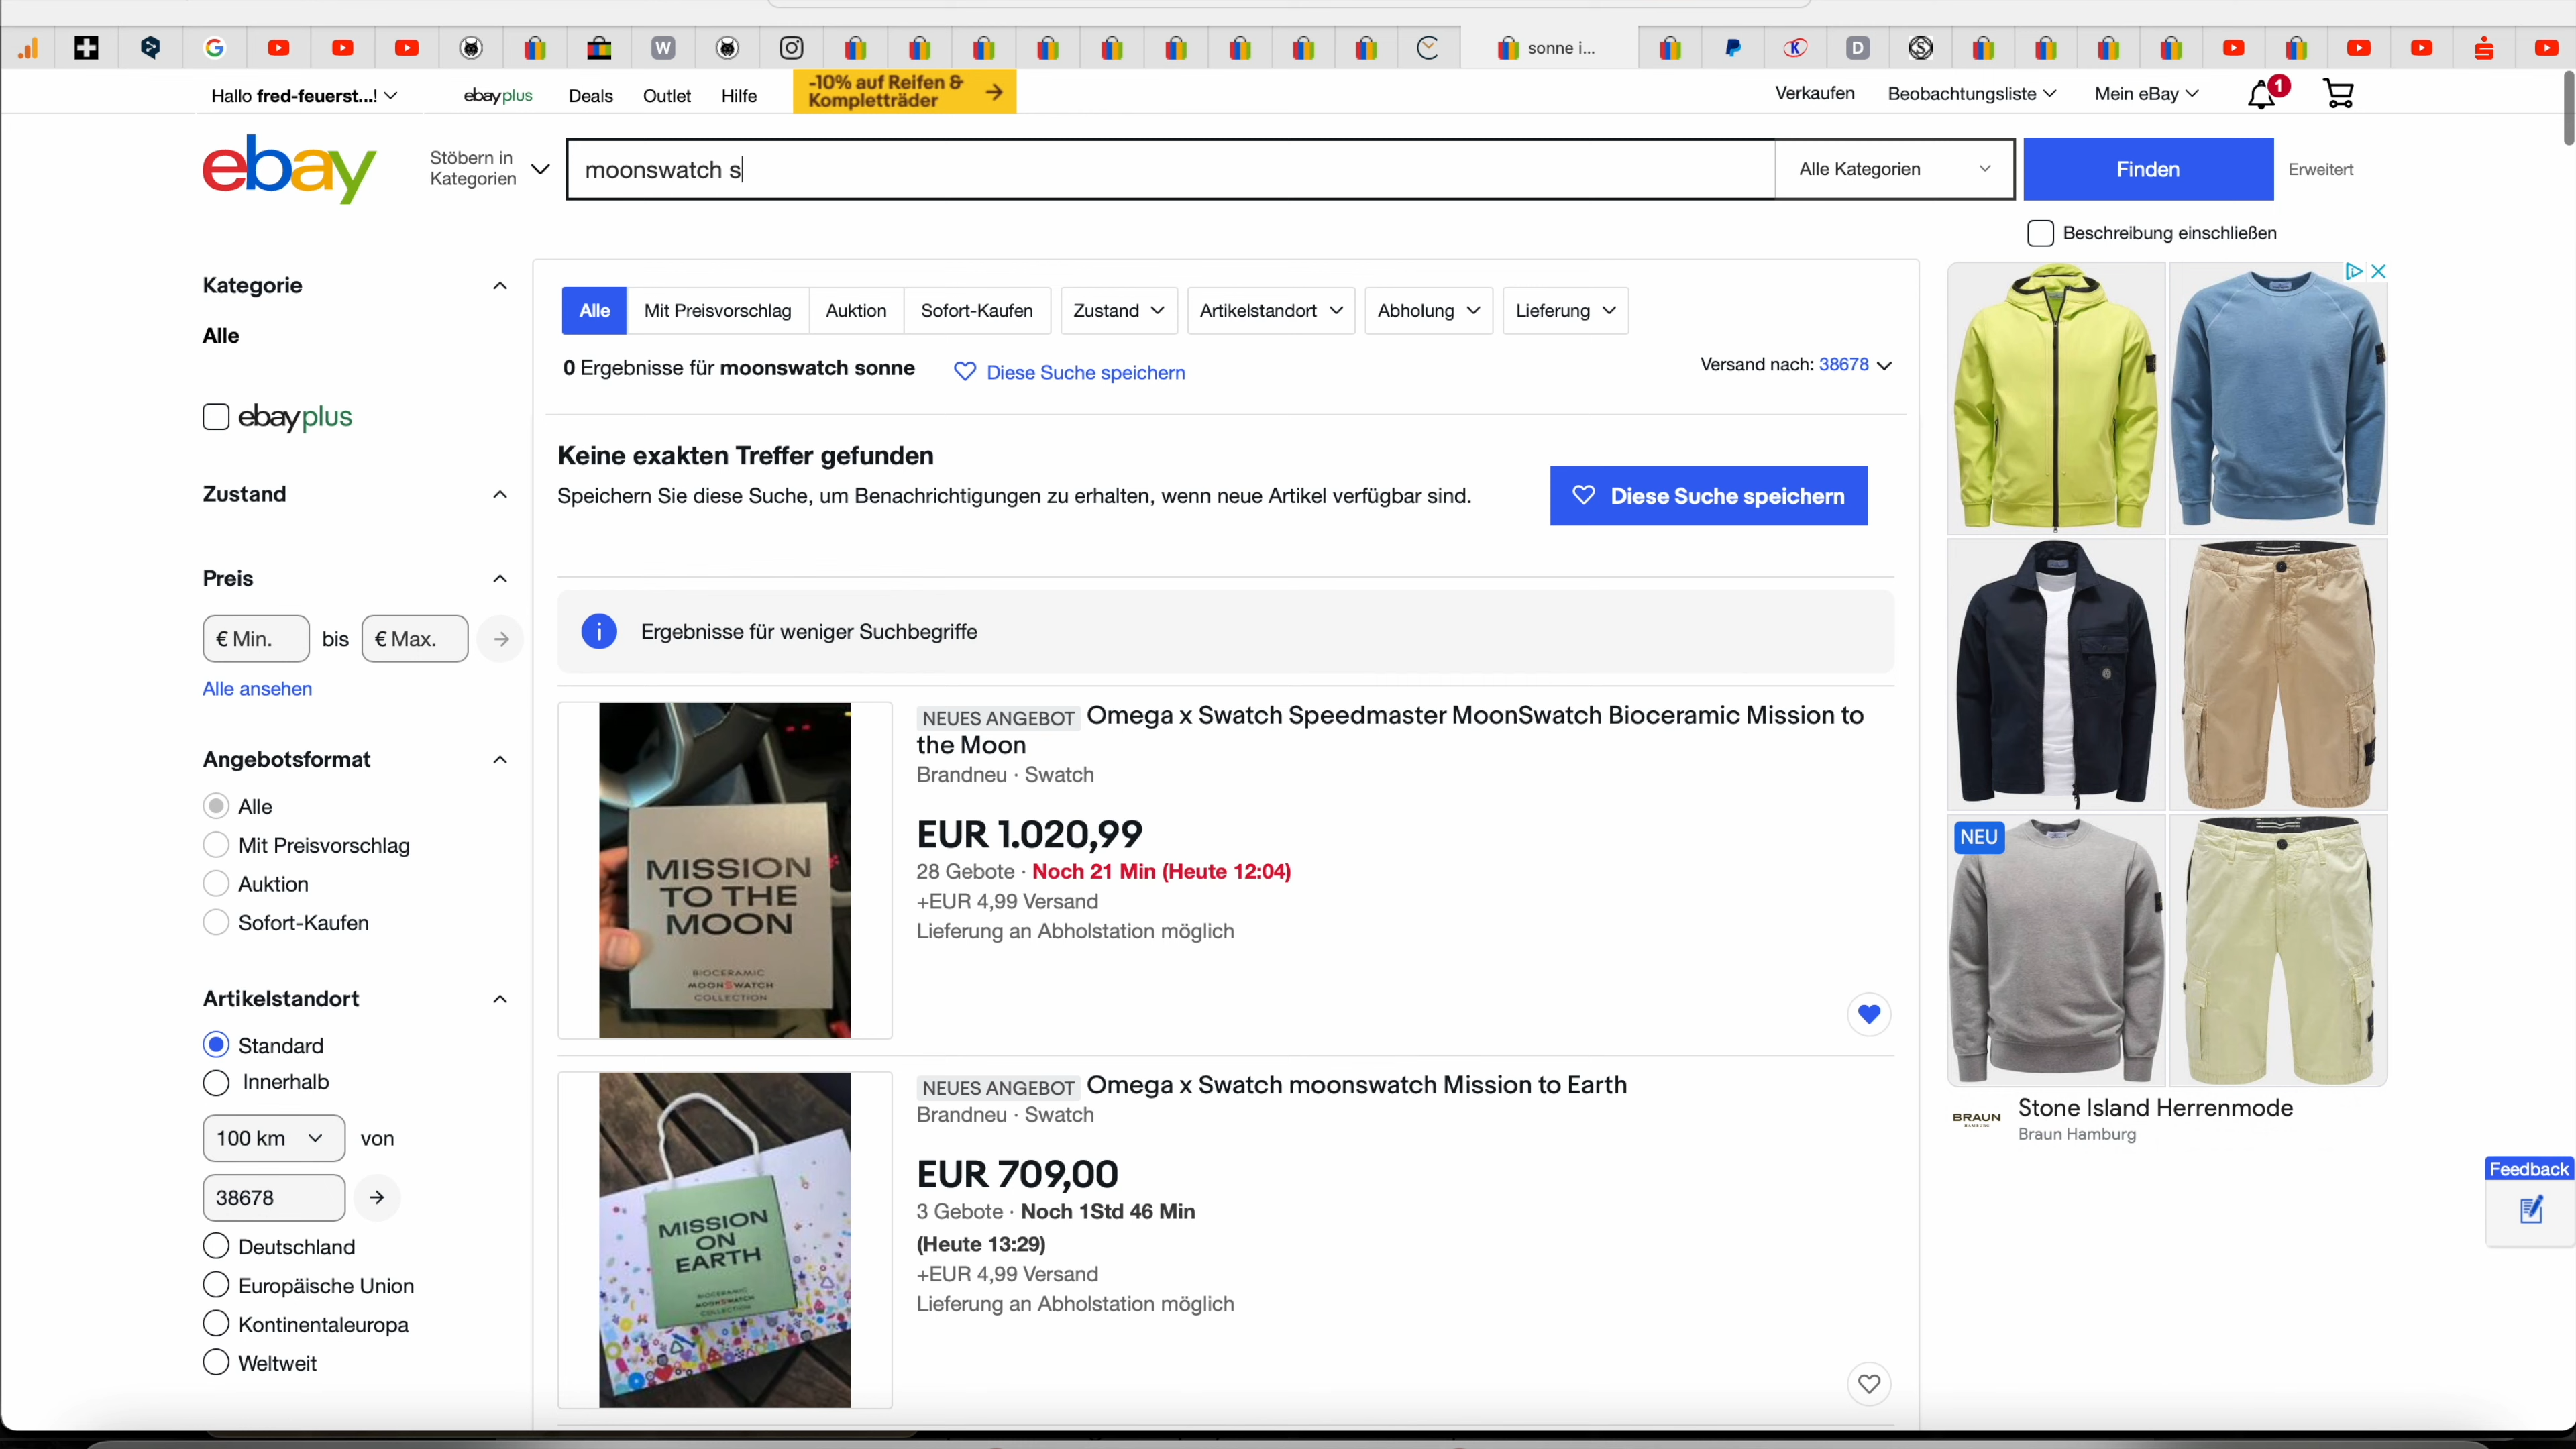 sonne i...
Hallo fred-feuerst...!
ebayplus
Deals
Outlet
Hilfe
-10% auf Reifen &
Kompletträder
Verkaufen
Beobachtungsliste
Mein eBay
1
ebay
Stöbern in
Kategorien
moonswatch s
Alle Kategorien
Finden
Erweitert
Beschreibung einschließen
Kategorie
Alle
ebayplus
Zustand
Preis
€ Min.
bis
€ Max.
Alle ansehen
Angebotsformat
Alle
Mit Preisvorschlag
Auktion
Sofort-Kaufen
Artikelstandort
Standard
Innerhalb
100 km
von
38678
Deutschland
Europäische Union
Kontinentaleuropa
Weltweit
Alle
Mit Preisvorschlag
Auktion
Sofort-Kaufen
Zustand
Artikelstandort
Abholung
Lieferung
0 Ergebnisse für moonswatch sonne
Diese Suche speichern
Versand nach: 38678
Keine exakten Treffer gefunden
Speichern Sie diese Suche, um Benachrichtigungen zu erhalten, wenn neue Artikel verfügbar sind.
Diese Suche speichern
Ergebnisse für weniger Suchbegriffe
MISSION
TO THE
MOON
BIOCERAMIC
MOONSWATCH
COLLECTION
NEUES ANGEBOT Omega x Swatch Speedmaster MoonSwatch Bioceramic Mission to
the Moon
Brandneu · Swatch
EUR 1.020,99
28 Gebote · Noch 21 Min (Heute 12:04)
+EUR 4,99 Versand
Lieferung an Abholstation möglich
MISSION
ON
EARTH
BIOCERAMIC
MOONSWATCH
COLLECTION
NEUES ANGEBOT Omega x Swatch moonswatch Mission to Earth
Brandneu · Swatch
EUR 709,00
3 Gebote · Noch 1Std 46 Min
(Heute 13:29)
+EUR 4,99 Versand
Lieferung an Abholstation möglich
NEU
BRAUN
HAMBURG
Stone Island Herrenmode
Braun Hamburg
Feedback